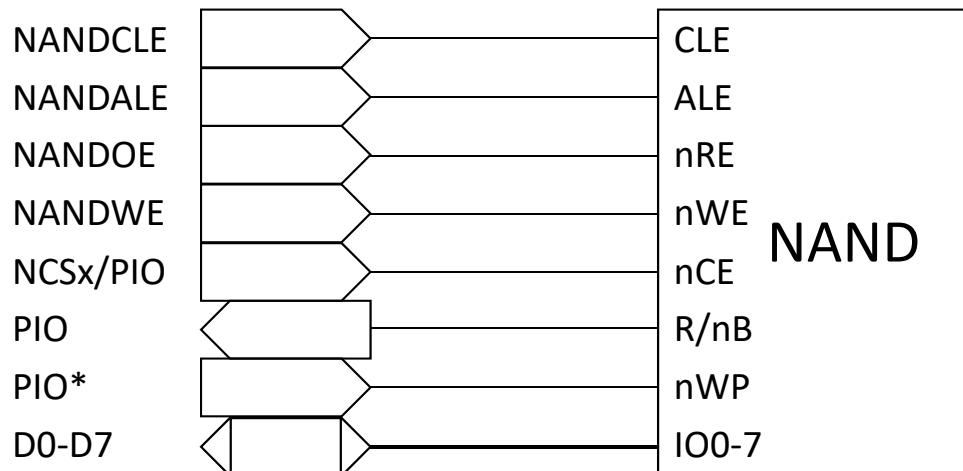 NANDCLE CLE
NANDALE ALE
NANDOE nRE
NANDWE nWE
NAND
NCSx/PIO nCE
PIO R/nB
PIO* nWP
D0-D7 IO0-7